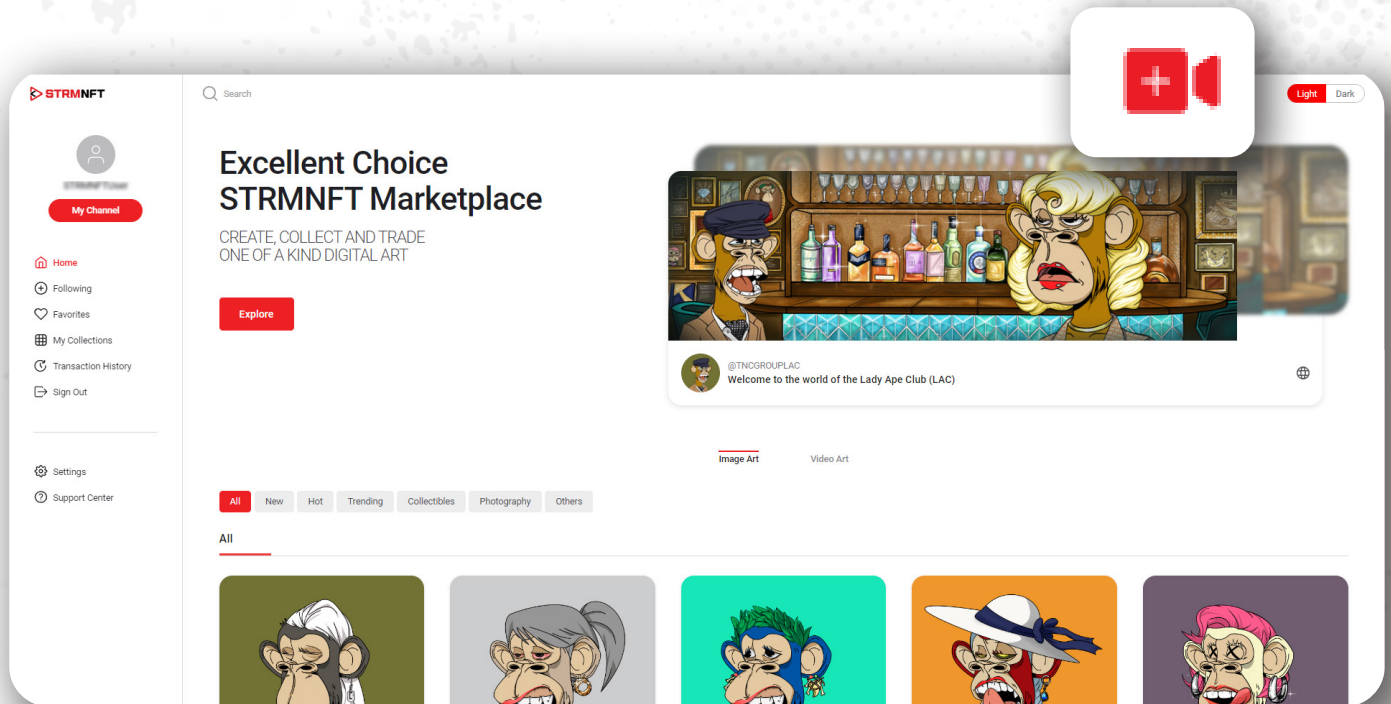 STRMNFT
Search
Light
Dark
My Channel
Home
Following
Favorites
My Collections
Transaction History
Sign Out
Settings
Support Center
Excellent Choice
STRMNFT Marketplace
CREATE, COLLECT AND TRADE
ONE OF A KIND DIGITAL ART
Explore
@TNCGROUPLAC
Welcome to the world of the Lady Ape Club (LAC)
Image Art
Video Art
All
New
Hot
Trending
Collectibles
Photography
Others
All